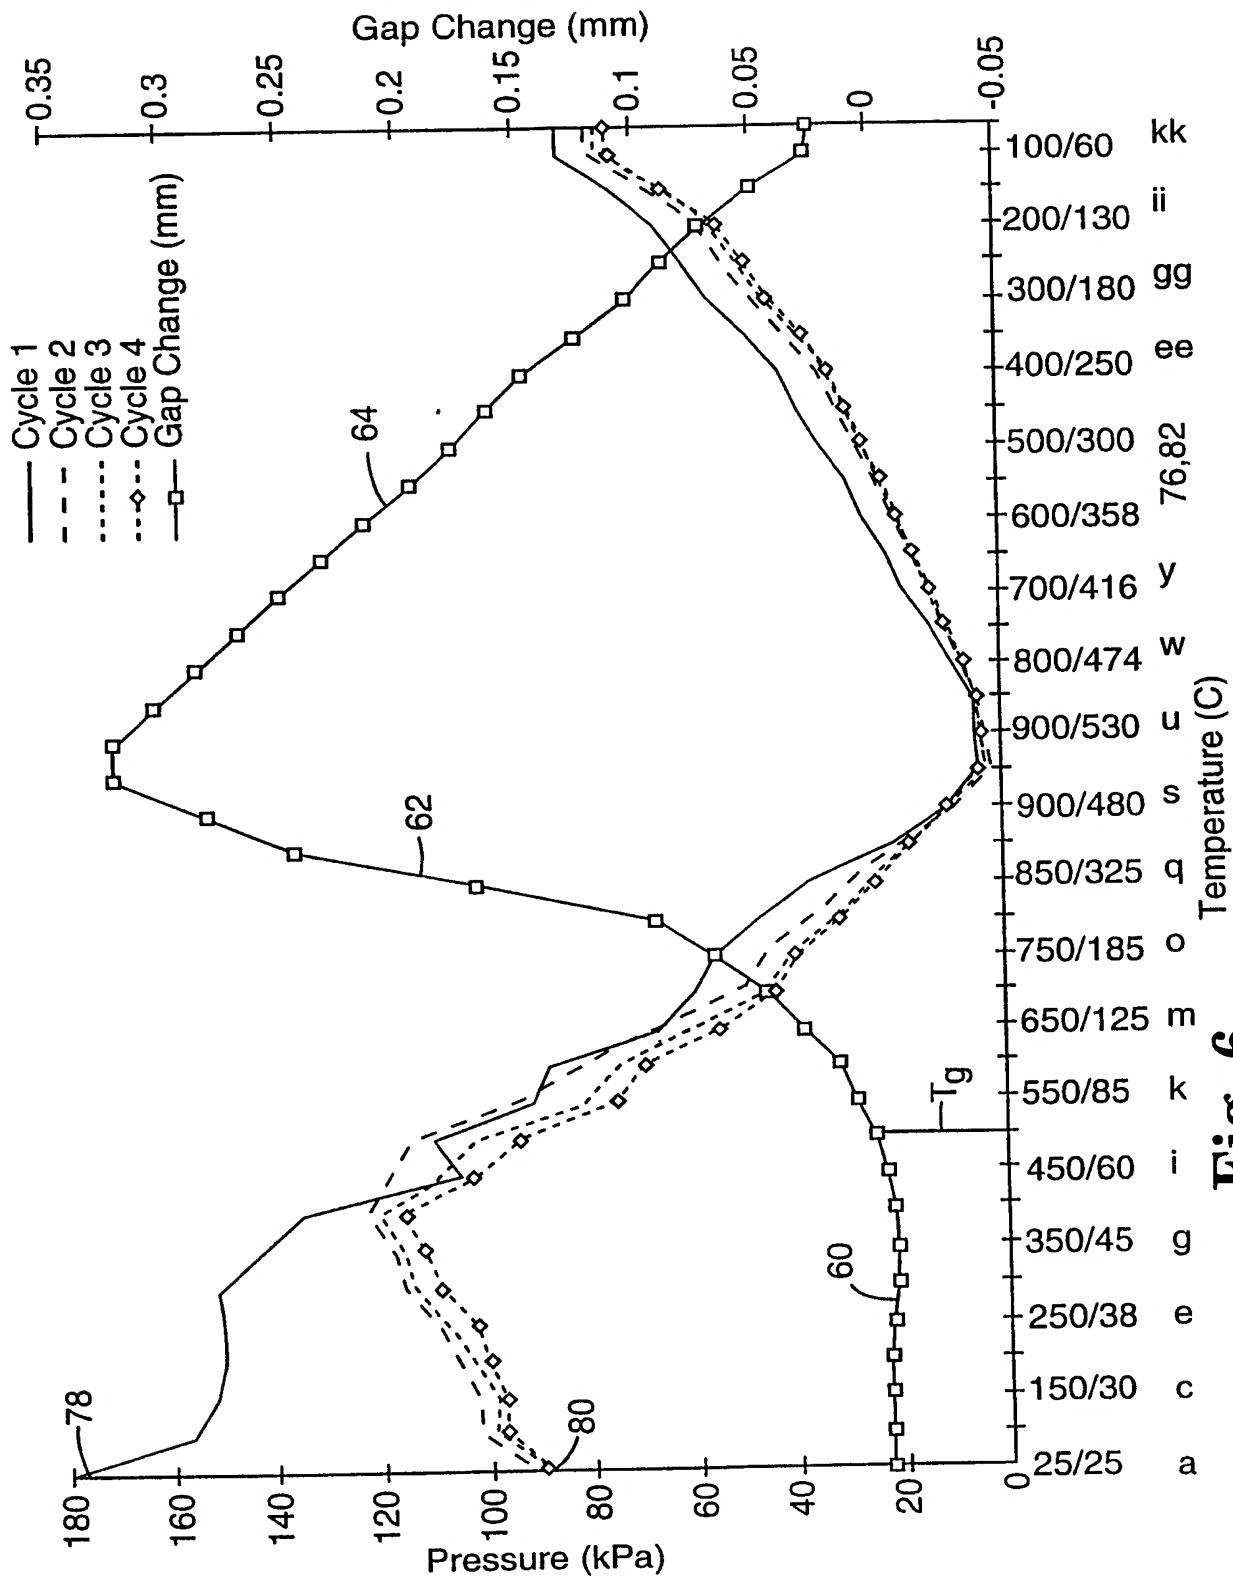 Cycle 1
Cycle 2
Cycle 3
Cycle 4
Gap Change (mm)
Pressure (kPa)
180
160
140
120
100
80
60
40
20
0
Gap Change (mm)
0.35
0.3
0.25
0.2
0.15
0.1
0.05
0
-0.05
78
80
60
62
64
Tg
25/25
150/30
250/38
350/45
450/60
550/85
650/125
750/185
850/325
900/480
900/530
800/474
700/416
600/358
500/300
400/250
300/180
200/130
100/60
a
c
e
g
i
k
m
o
q
s
u
w
y
76,82
ee
gg
ii
kk
Temperature (C)
Fig. 6